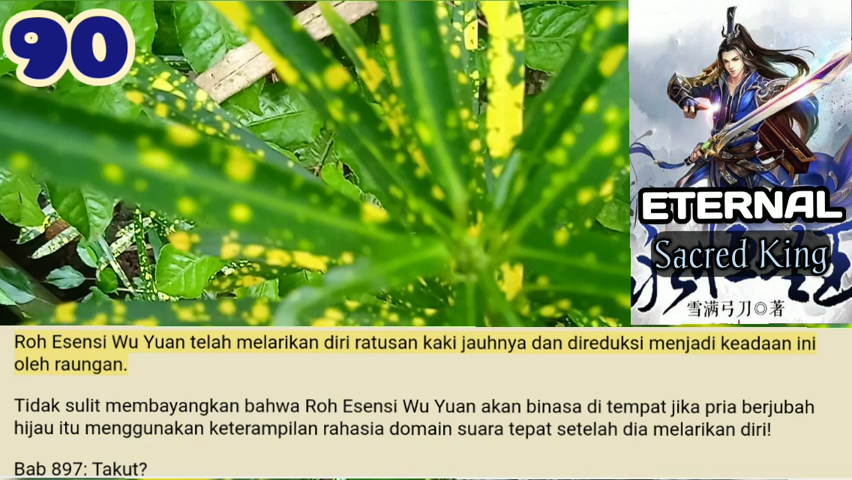 90
ETERNAL
Sacred King
雪满弓刀◎著
Roh Esensi Wu Yuan telah melarikan diri ratusan kaki jauhnya dan direduksi menjadi keadaan ini
oleh raungan.
Tidak sulit membayangkan bahwa Roh Esensi Wu Yuan akan binasa di tempat jika pria berjubah
hijau itu menggunakan keterampilan rahasia domain suara tepat setelah dia melarikan diri!
Bab 897: Takut?